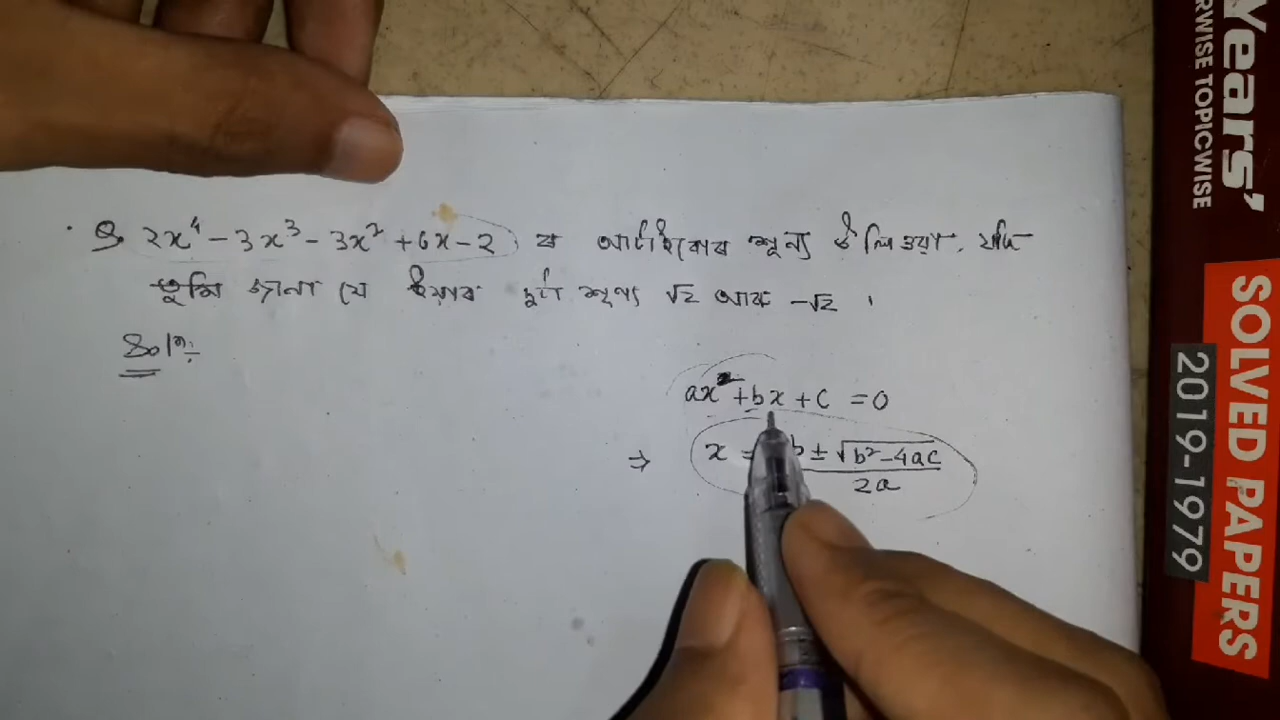 Q. 2x⁴ - 3x³ - 3x² + 6x - 2 ৰ আটাইবোৰ শূন্য উলিওৱা, যদি
তুমি জানা যে ইয়াৰ দুটা শূন্য √2 আৰু -√2 ।
Solⁿ:
ax² + bx + c = 0
⇒ x = b ± √b²-4ac
2a
Years'
RWISE TOPICWISE
SOLVED PAPERS
2019-1979